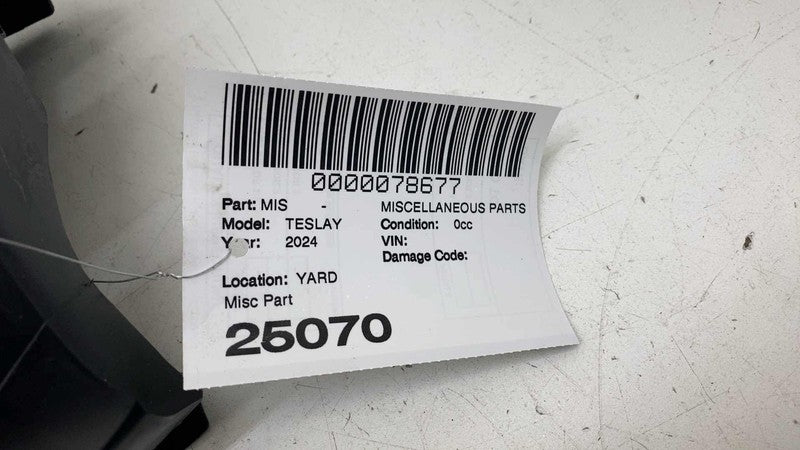 0000078677
Part: MIS - MISCELLANEOUS PARTS
Model: TESLAY Condition: 0cc
Year: 2024 VIN:
Damage Code:
Location: YARD
Misc Part
25070